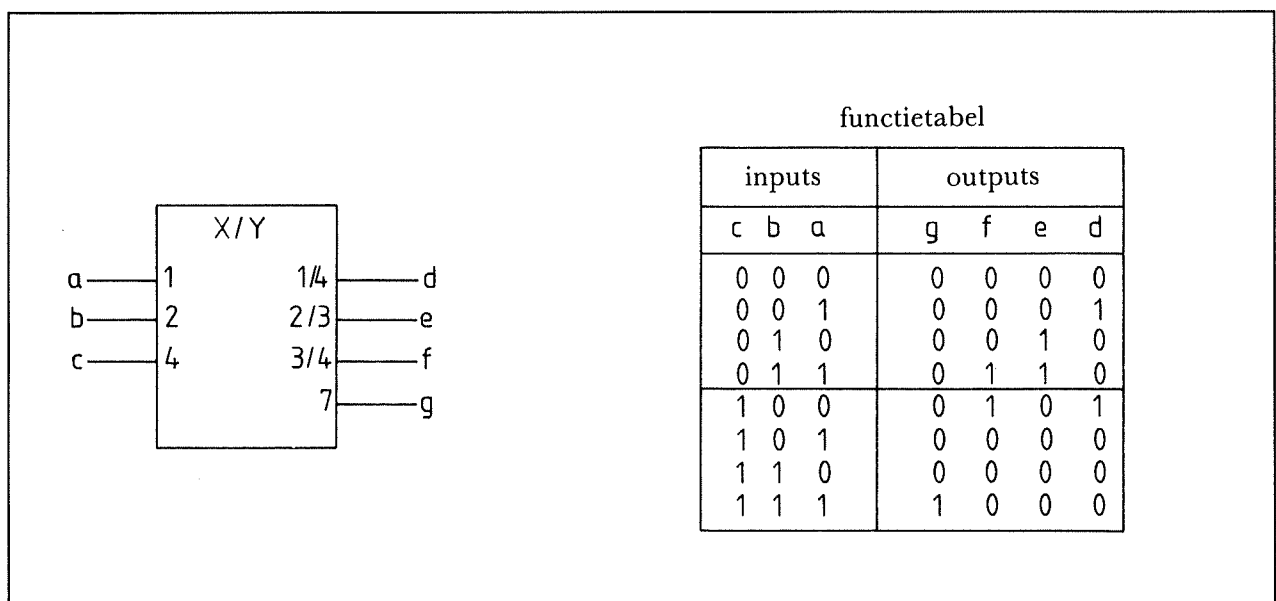 X/Y
a 1 1/4 d
b 2 2/3 e
c 4 3/4 f
7 g
functietabel
inputs outputs
c b a g f e d
0 0 0 0 0 0 0
0 0 1 0 0 0 1
0 1 0 0 0 1 0
0 1 1 0 1 1 0
1 0 0 0 1 0 1
1 0 1 0 0 0 0
1 1 0 0 0 0 0
1 1 1 1 0 0 0